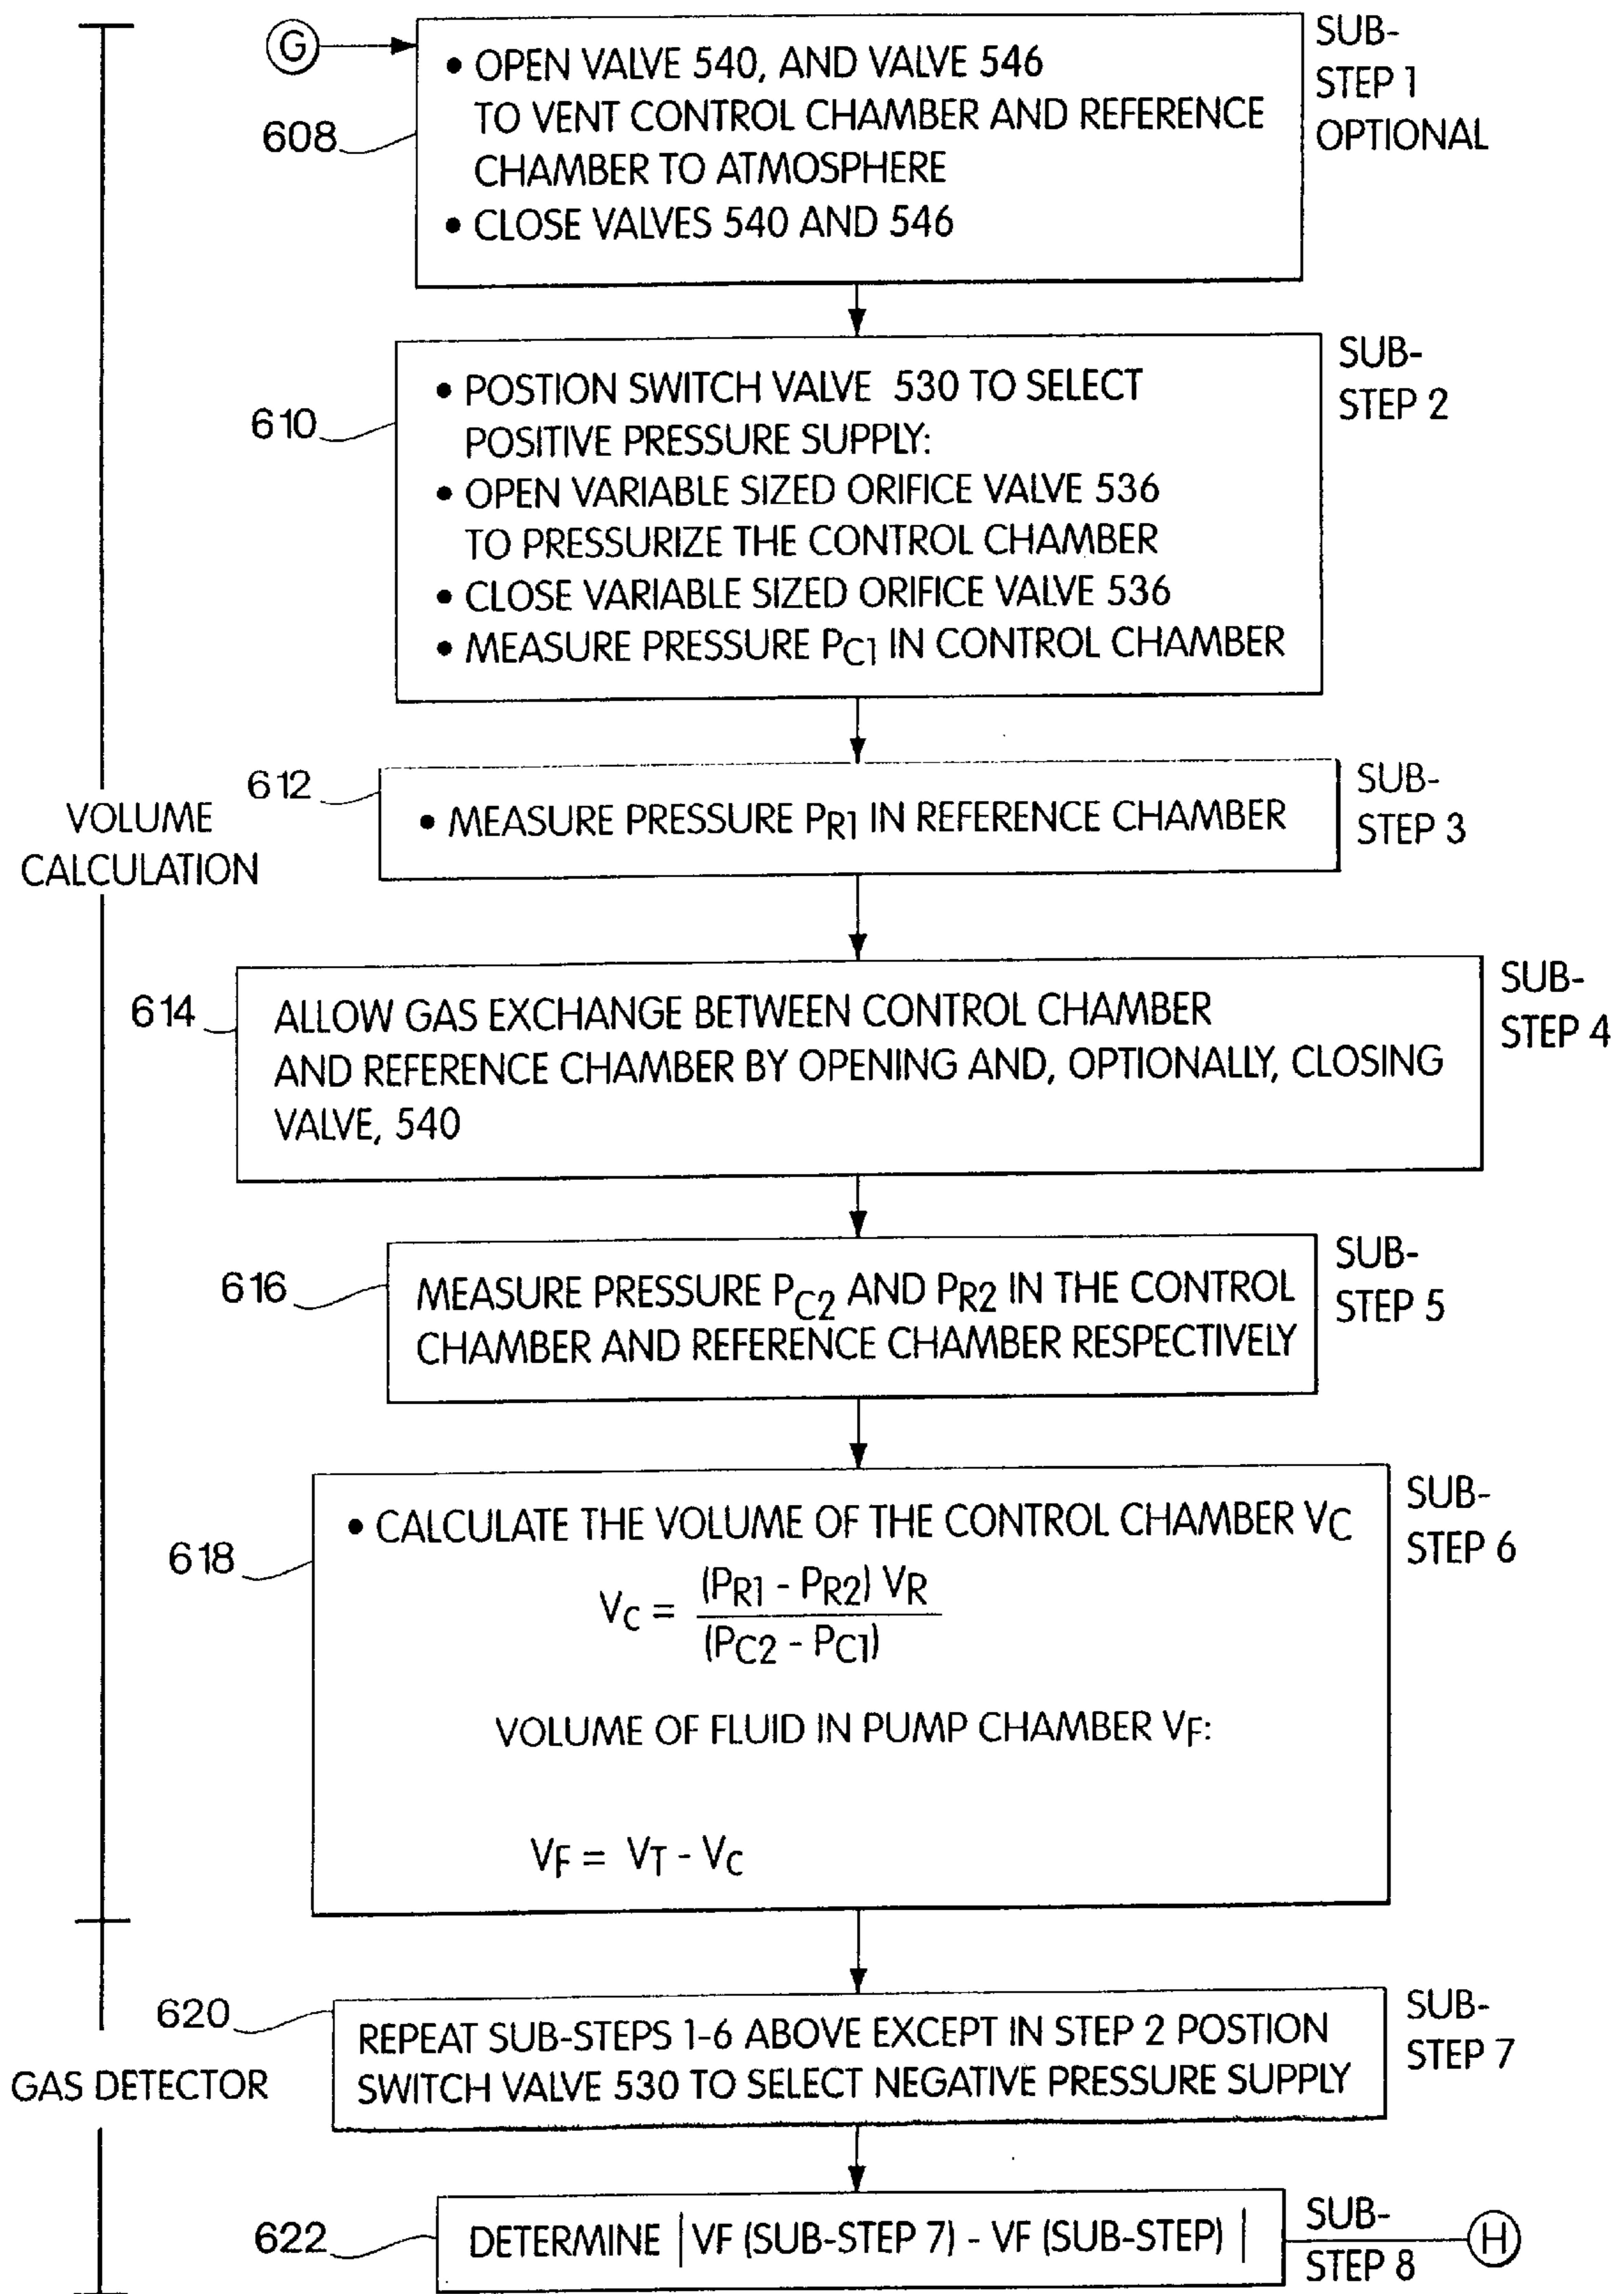 G
608
• OPEN VALVE 540, AND VALVE 546
TO VENT CONTROL CHAMBER AND REFERENCE
CHAMBER TO ATMOSPHERE
• CLOSE VALVES 540 AND 546
SUB-
STEP 1
OPTIONAL
610
• POSTION SWITCH VALVE 530 TO SELECT
POSITIVE PRESSURE SUPPLY:
• OPEN VARIABLE SIZED ORIFICE VALVE 536
TO PRESSURIZE THE CONTROL CHAMBER
• CLOSE VARIABLE SIZED ORIFICE VALVE 536
• MEASURE PRESSURE PC1 IN CONTROL CHAMBER
SUB-
STEP 2
VOLUME
CALCULATION
612
• MEASURE PRESSURE PR1 IN REFERENCE CHAMBER
SUB-
STEP 3
614
ALLOW GAS EXCHANGE BETWEEN CONTROL CHAMBER
AND REFERENCE CHAMBER BY OPENING AND, OPTIONALLY, CLOSING
VALVE, 540
SUB-
STEP 4
616
MEASURE PRESSURE PC2 AND PR2 IN THE CONTROL
CHAMBER AND REFERENCE CHAMBER RESPECTIVELY
SUB-
STEP 5
618
• CALCULATE THE VOLUME OF THE CONTROL CHAMBER VC
(PR1 - PR2) VR
VC =
(PC2 - PC1)
VOLUME OF FLUID IN PUMP CHAMBER VF:
VF = VT - VC
SUB-
STEP 6
GAS DETECTOR
620
REPEAT SUB-STEPS 1-6 ABOVE EXCEPT IN STEP 2 POSTION
SWITCH VALVE 530 TO SELECT NEGATIVE PRESSURE SUPPLY
SUB-
STEP 7
622
DETERMINE | VF (SUB-STEP 7) - VF (SUB-STEP) |
SUB-
STEP 8
H